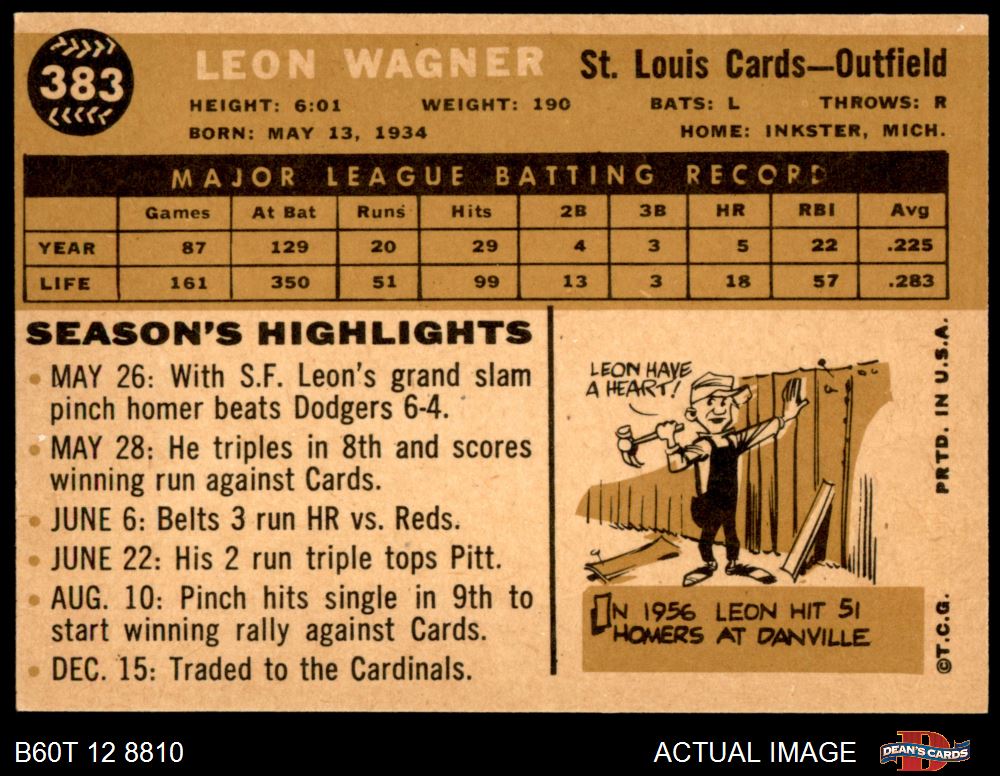 383
LEON WAGNER St. Louis Cards—Outfield
HEIGHT: 6:01 WEIGHT: 190 BATS: L THROWS: R
BORN: MAY 13, 1934 HOME: INKSTER, MICH.
MAJOR LEAGUE BATTING RECORD
Games At Bat Runs Hits 2B 3B HR RBI Avg
YEAR 87 129 20 29 4 3 5 22 .225
LIFE 161 350 51 99 13 3 18 57 .283
SEASON'S HIGHLIGHTS
• MAY 26: With S.F. Leon's grand slam
pinch homer beats Dodgers 6-4.
• MAY 28: He triples in 8th and scores
winning run against Cards.
• JUNE 6: Belts 3 run HR vs. Reds.
• JUNE 22: His 2 run triple tops Pitt.
• AUG. 10: Pinch hits single in 9th to
start winning rally against Cards.
• DEC. 15: Traded to the Cardinals.
LEON HAVE
A HEART!
IN 1956 LEON HIT 51
HOMERS AT DANVILLE
©T.C.G. PRTD. IN U.S.A.
B60T 12 8810 ACTUAL IMAGE
D
DEAN'S CARDS